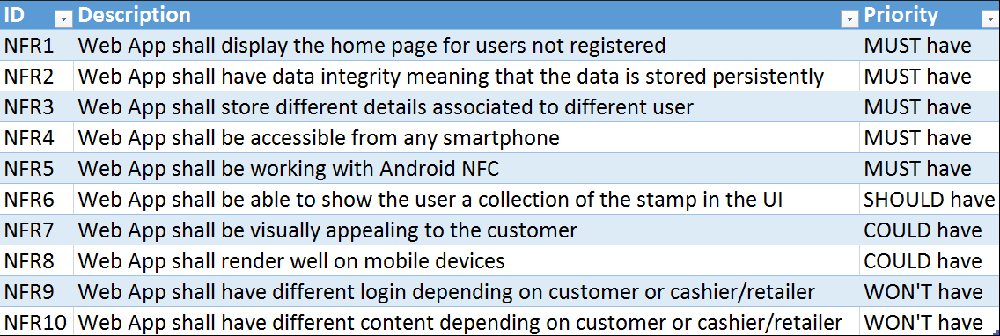 ID Description Priority
NFR1 Web App shall display the home page for users not registered MUST have
NFR2 Web App shall have data integrity meaning that the data is stored persistently MUST have
NFR3 Web App shall store different details associated to different user MUST have
NFR4 Web App shall be accessible from any smartphone MUST have
NFR5 Web App shall be working with Android NFC MUST have
NFR6 Web App shall be able to show the user a collection of the stamp in the UI SHOULD have
NFR7 Web App shall be visually appealing to the customer COULD have
NFR8 Web App shall render well on mobile devices COULD have
NFR9 Web App shall have different login depending on customer or cashier/retailer WON'T have
NFR10 Web App shall have different content depending on customer or cashier/retailer WON'T have